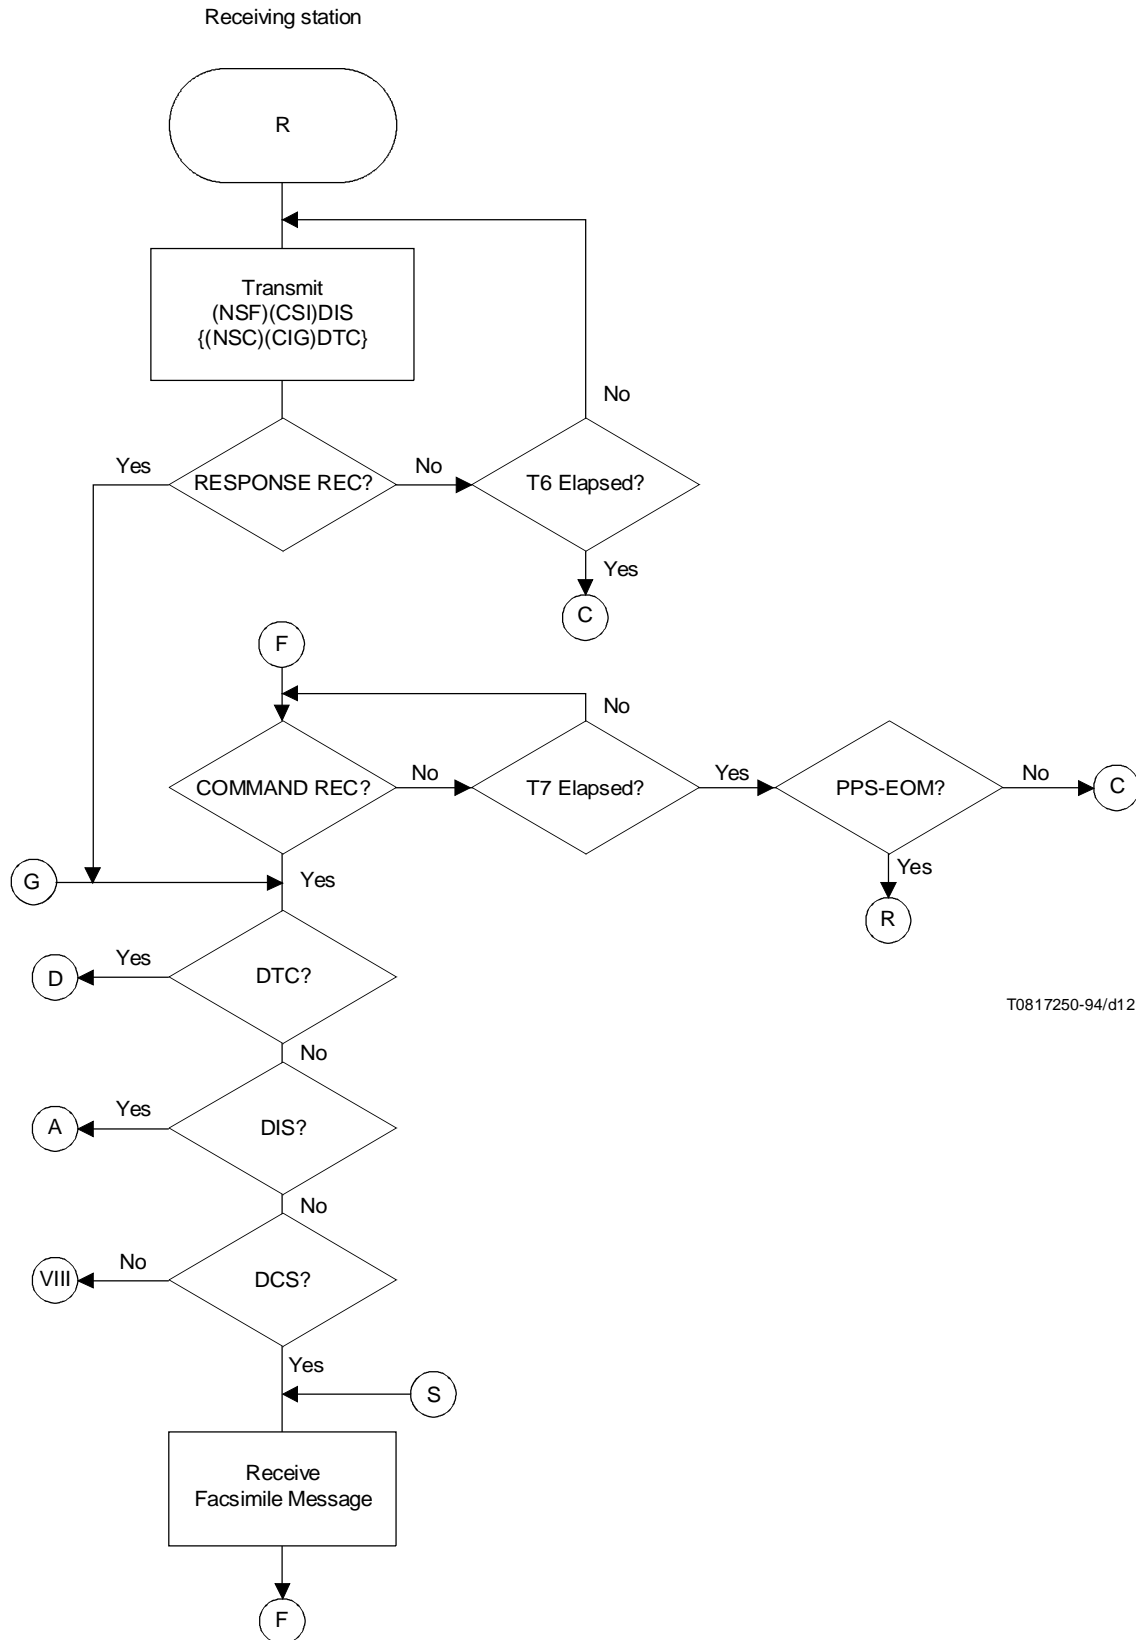 Receiving station
R
Transmit
(NSF)(CSI)DIS
{(NSC)(CIG)DTC}
No
Yes
RESPONSE REC?
No
T6 Elapsed?
Yes
C
F
No
COMMAND REC?
No
T7 Elapsed?
Yes
PPS-EOM?
No
C
G
Yes
Yes
R
Yes
D
DTC?
T0817250-94/d12
No
Yes
A
DIS?
No
No
VIII
DCS?
Yes
S
Receive
Facsimile Message
F